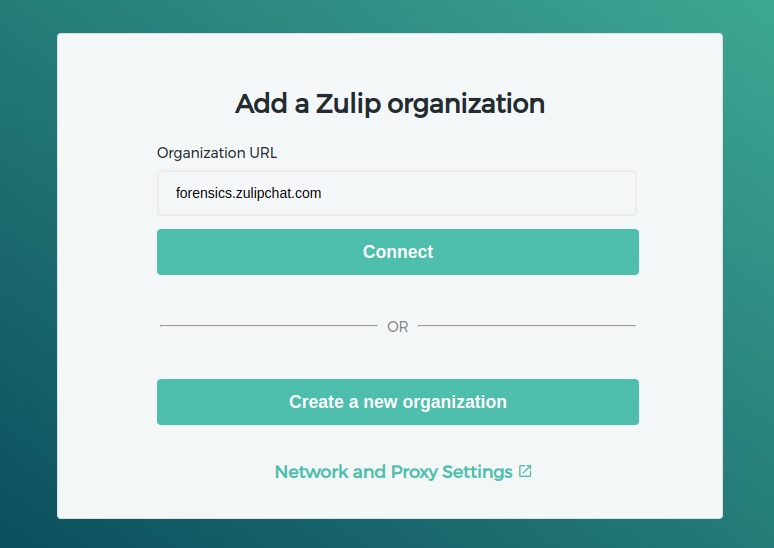 Add a Zulip organization
Organization URL
forensics.zulipchat.com
Connect
OR
Create a new organization
Network and Proxy Settings